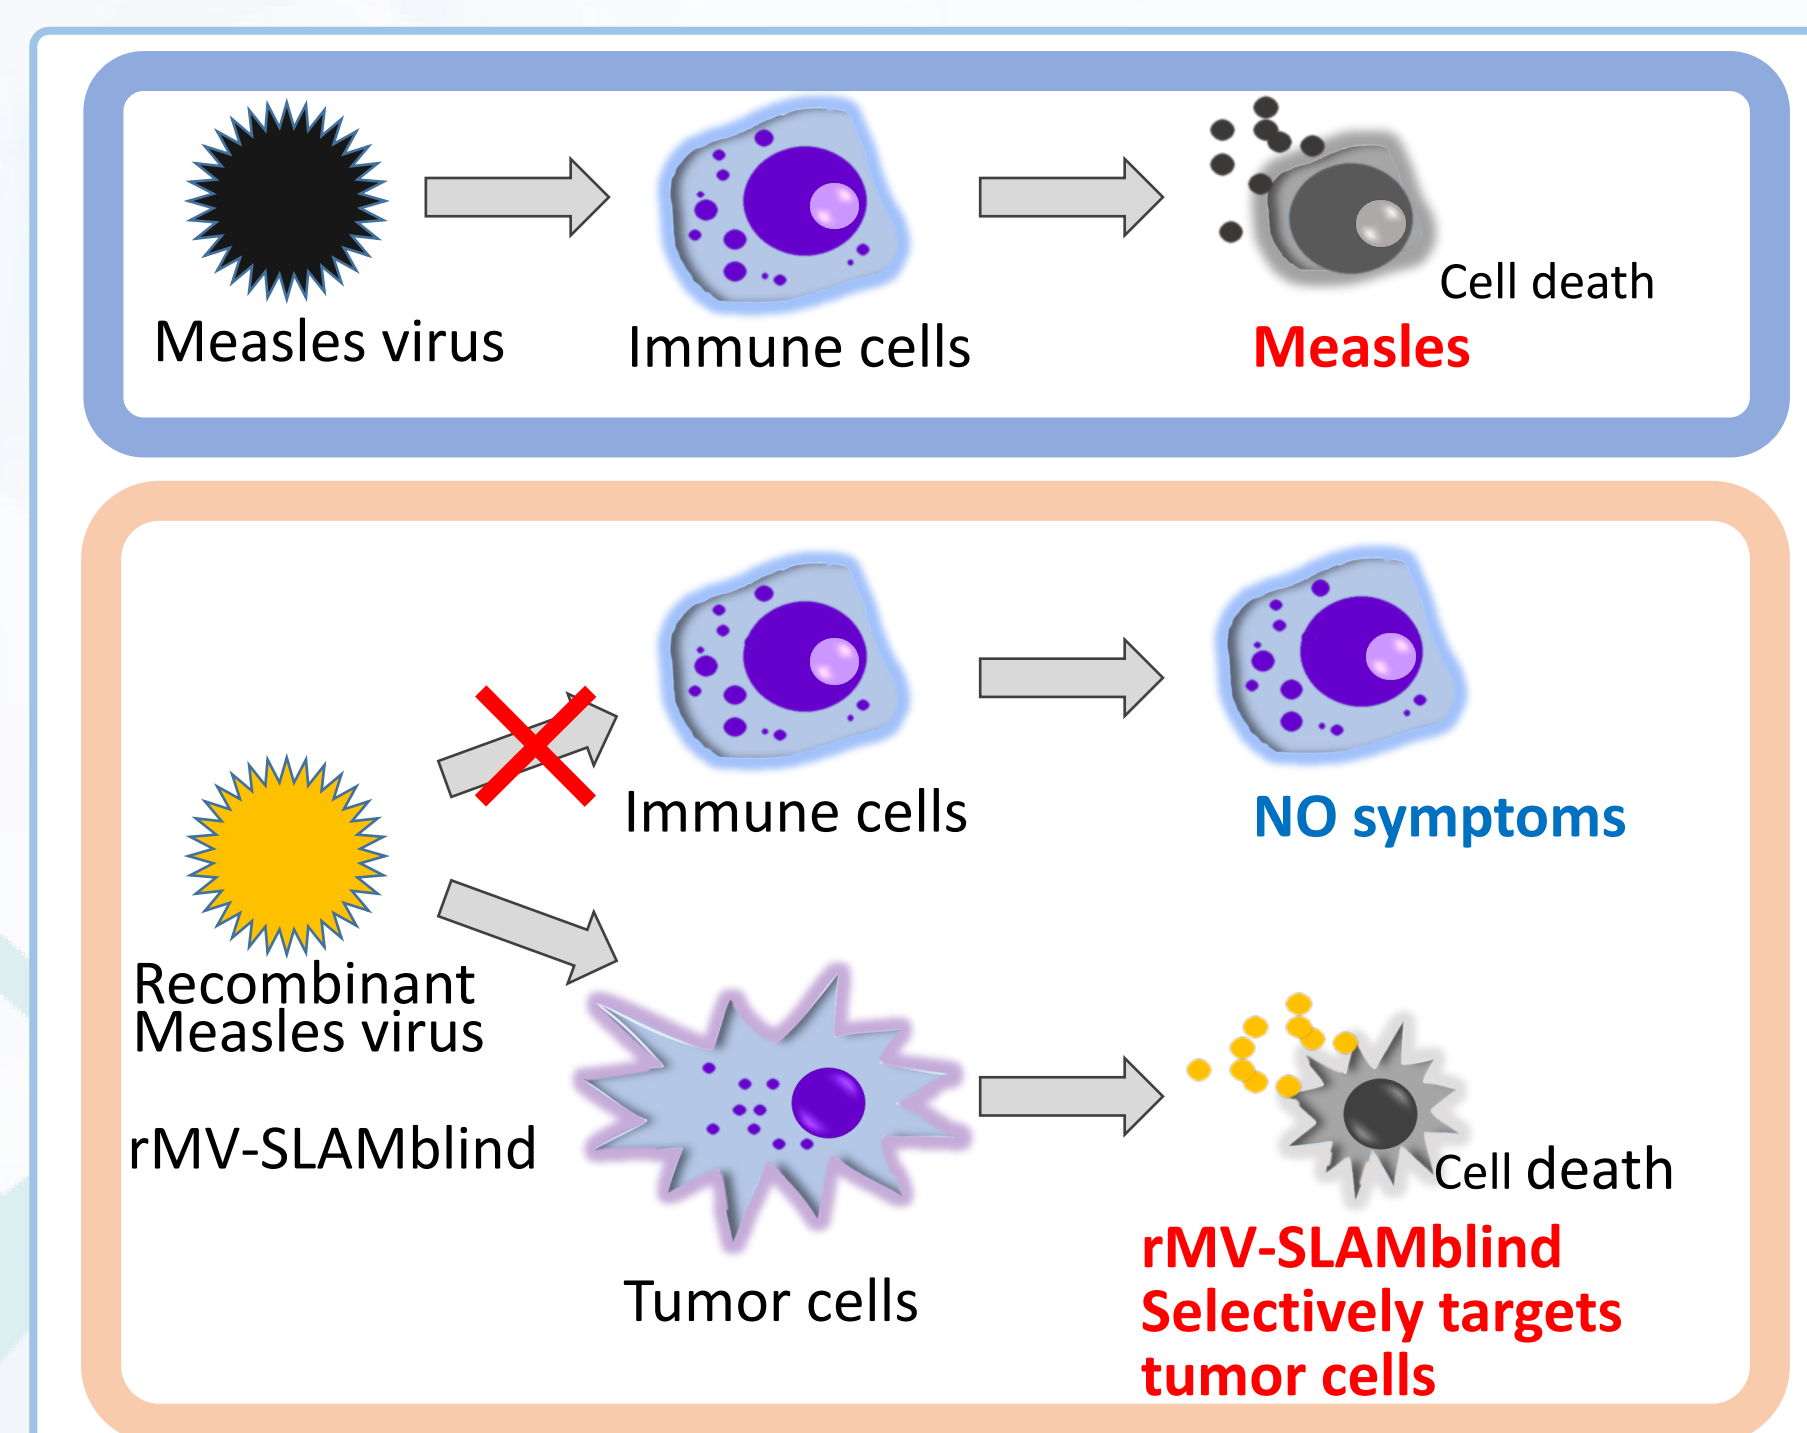 Measles virus
Immune cells
Cell death
Measles
Immune cells
NO symptoms
Recombinant
Measles virus
rMV-SLAMblind
Tumor cells
Cell death
rMV-SLAMblind
Selectively targets
tumor cells